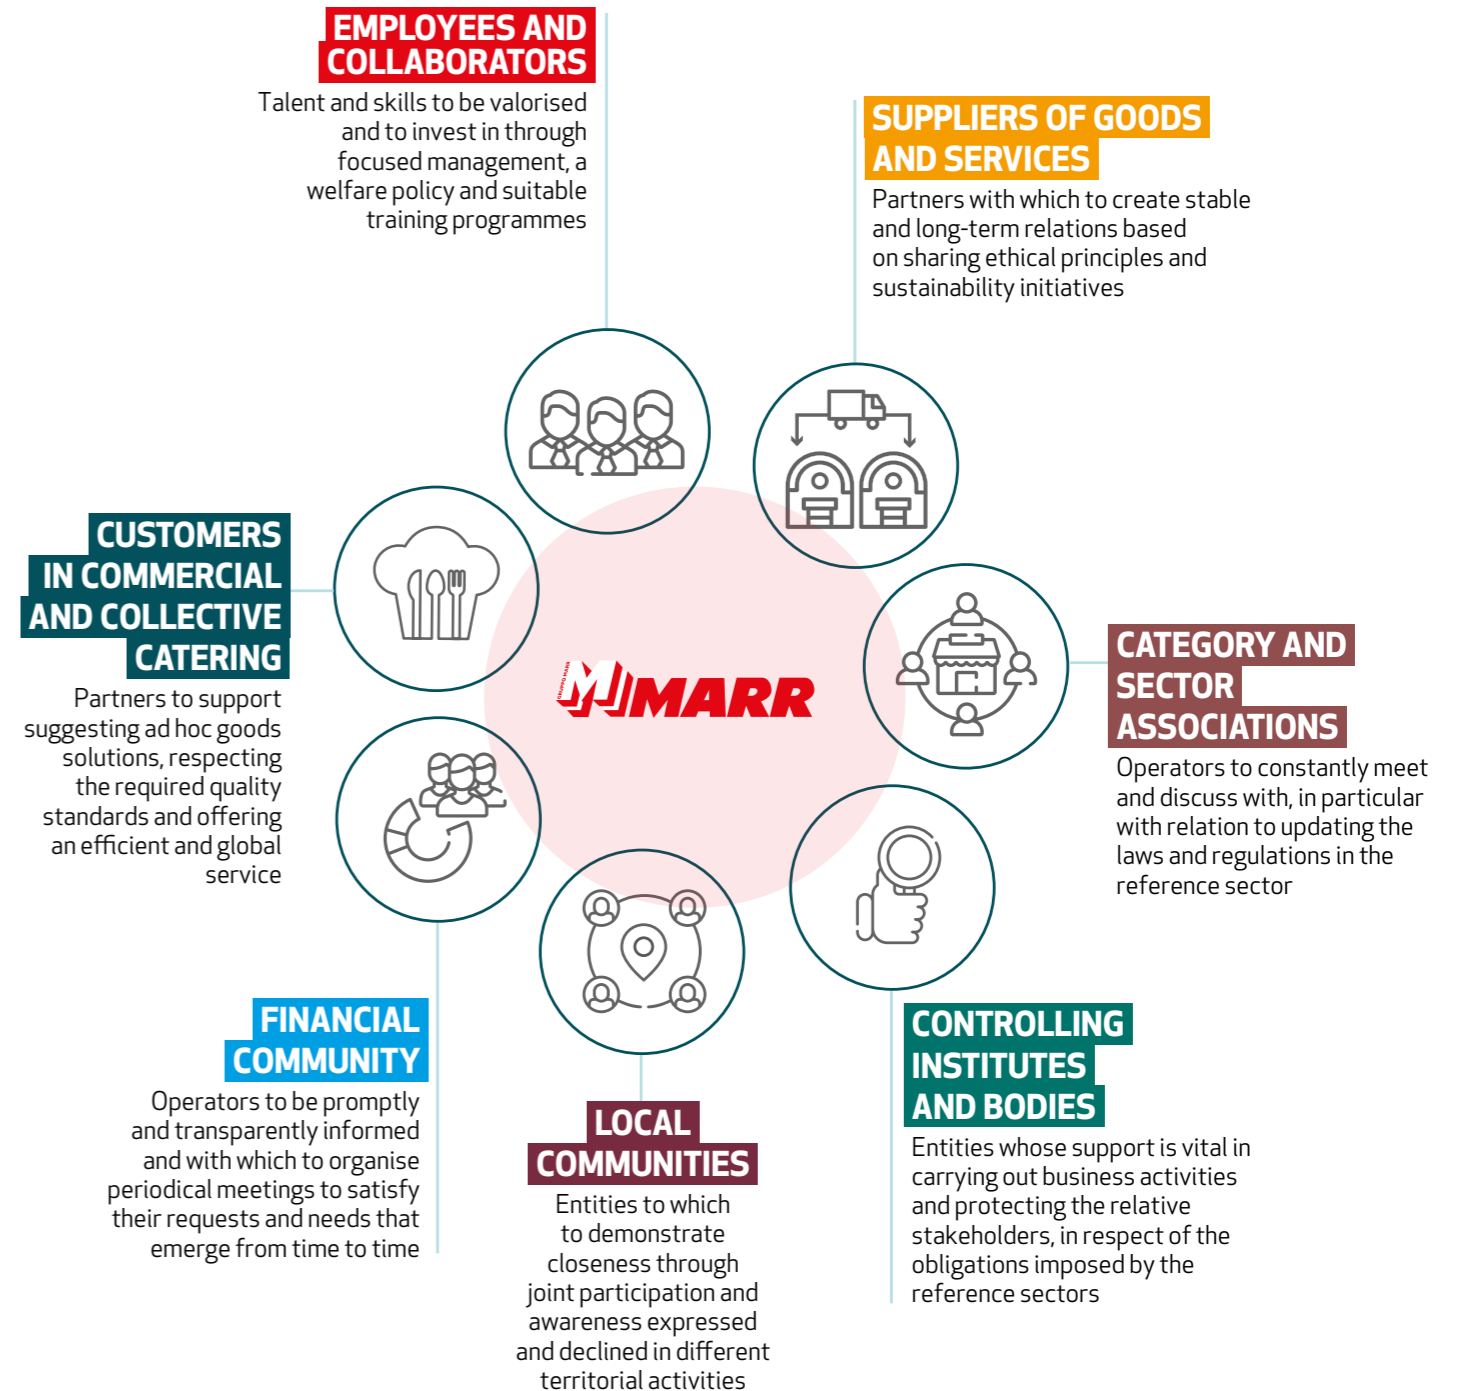 EMPLOYEES AND
COLLABORATORS
Talent and skills to be valorised
and to invest in through
focused management, a
welfare policy and suitable
training programmes
SUPPLIERS OF GOODS
AND SERVICES
Partners with which to create stable
and long-term relations based
on sharing ethical principles and
sustainability initiatives
CUSTOMERS
IN COMMERCIAL
AND COLLECTIVE
CATERING
Partners to support
suggesting ad hoc goods
solutions, respecting
the required quality
standards and offering
an efficient and global
service
GRUPPO MARR
M MARR
CATEGORY AND
SECTOR
ASSOCIATIONS
Operators to constantly meet
and discuss with, in particular
with relation to updating the
laws and regulations in the
reference sector
FINANCIAL
COMMUNITY
Operators to be promptly
and transparently informed
and with which to organise
periodical meetings to satisfy
their requests and needs that
emerge from time to time
LOCAL
COMMUNITIES
Entities to which
to demonstrate
closeness through
joint participation and
awareness expressed
and declined in different
territorial activities
CONTROLLING
INSTITUTES
AND BODIES
Entities whose support is vital in
carrying out business activities
and protecting the relative
stakeholders, in respect of the
obligations imposed by the
reference sectors